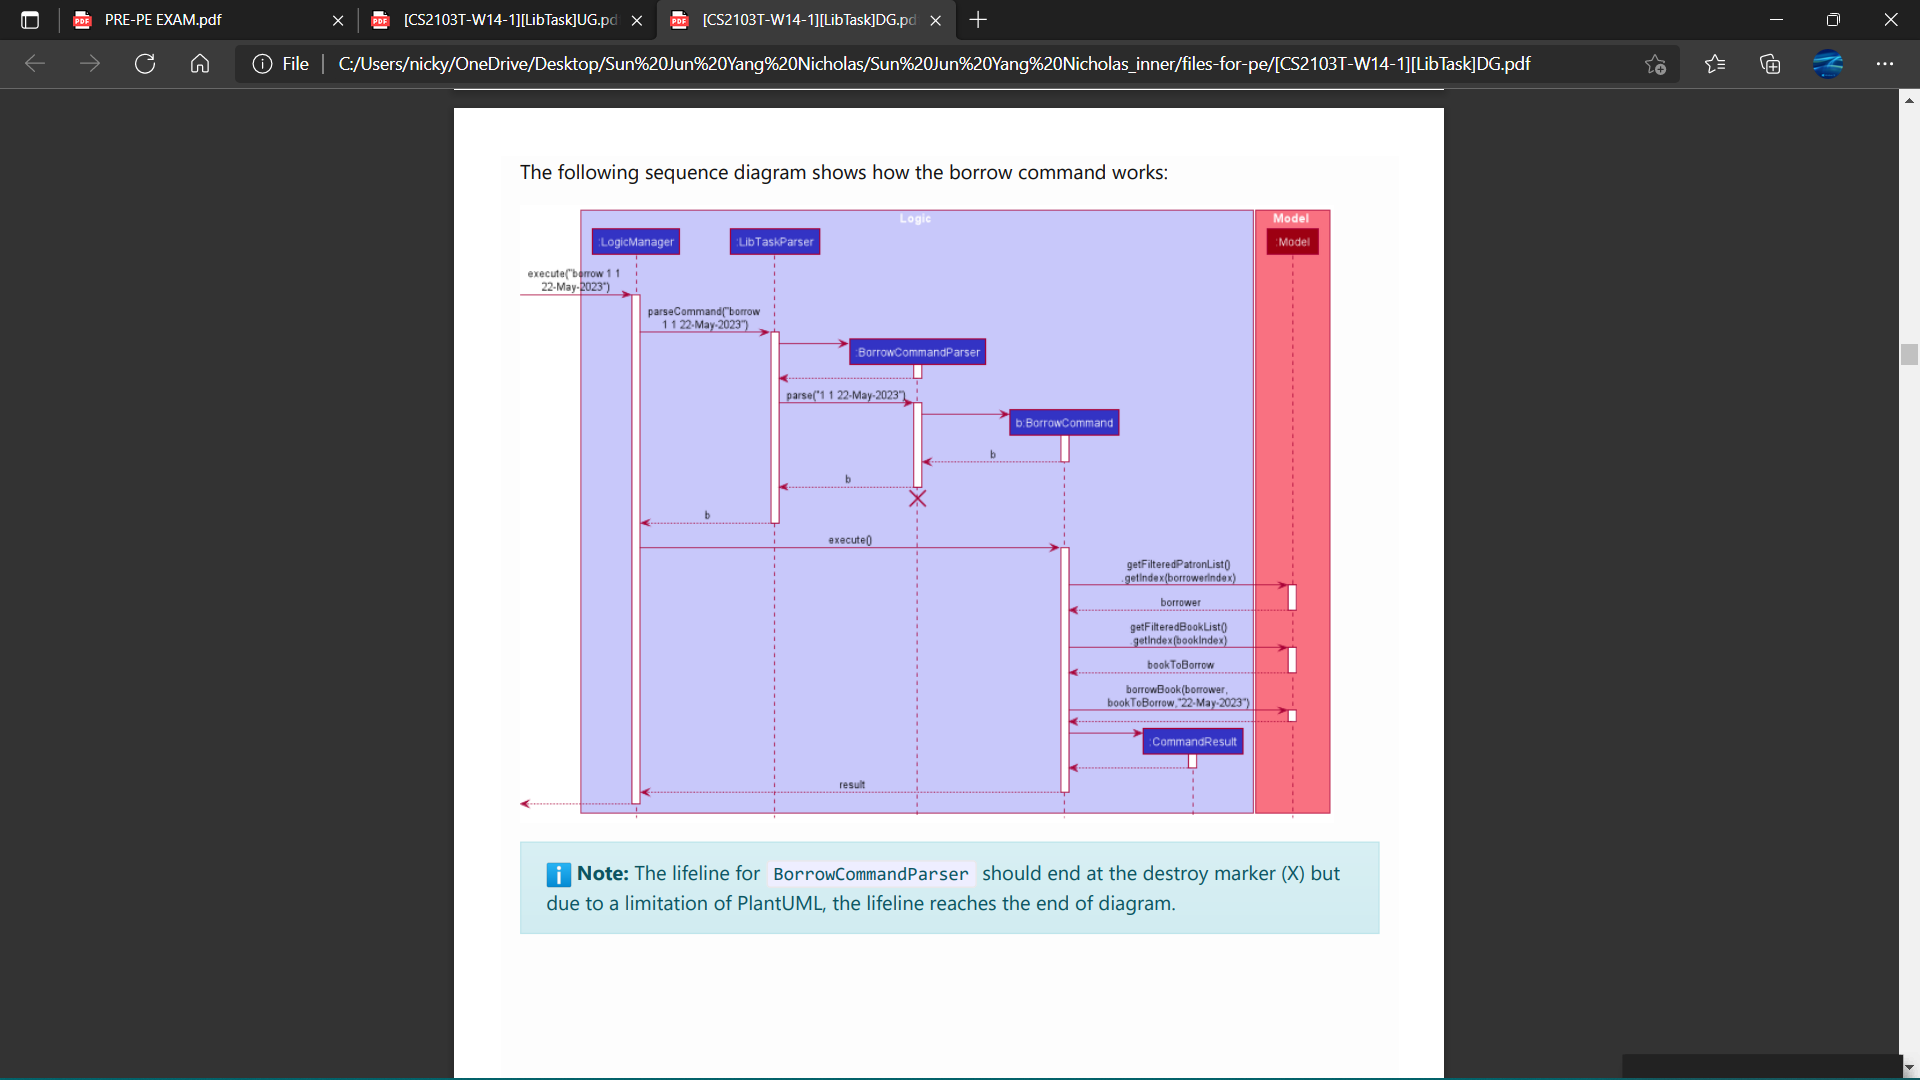 PRE-PE EXAM.pdf
[CS2103T-W14-1][LibTask]UG.pd
[CS2103T-W14-1][LibTask]DG.pd
File
C:/Users/nicky/OneDrive/Desktop/Sun%20Jun%20Yang%20Nicholas/Sun%20Jun%20Yang%20Nicholas_inner/files-for-pe/[CS2103T-W14-1][LibTask]DG.pdf
The following sequence diagram shows how the borrow command works:
Logic
Model
:LogicManager
:LibTaskParser
:Model
execute("borrow 1 1
22-May-2023")
parseCommand("borrow
1 1 22-May-2023")
:BorrowCommandParser
parse("1 1 22-May-2023")
b:BorrowCommand
b
b
b
execute()
getFilteredPatronList()
.getIndex(borrowerIndex)
borrower
getFilteredBookList()
.getIndex(bookIndex)
bookToBorrow
borrowBook(borrower,
bookToBorrow,"22-May-2023")
:CommandResult
result
Note: The lifeline for BorrowCommandParser should end at the destroy marker (X) but
due to a limitation of PlantUML, the lifeline reaches the end of diagram.